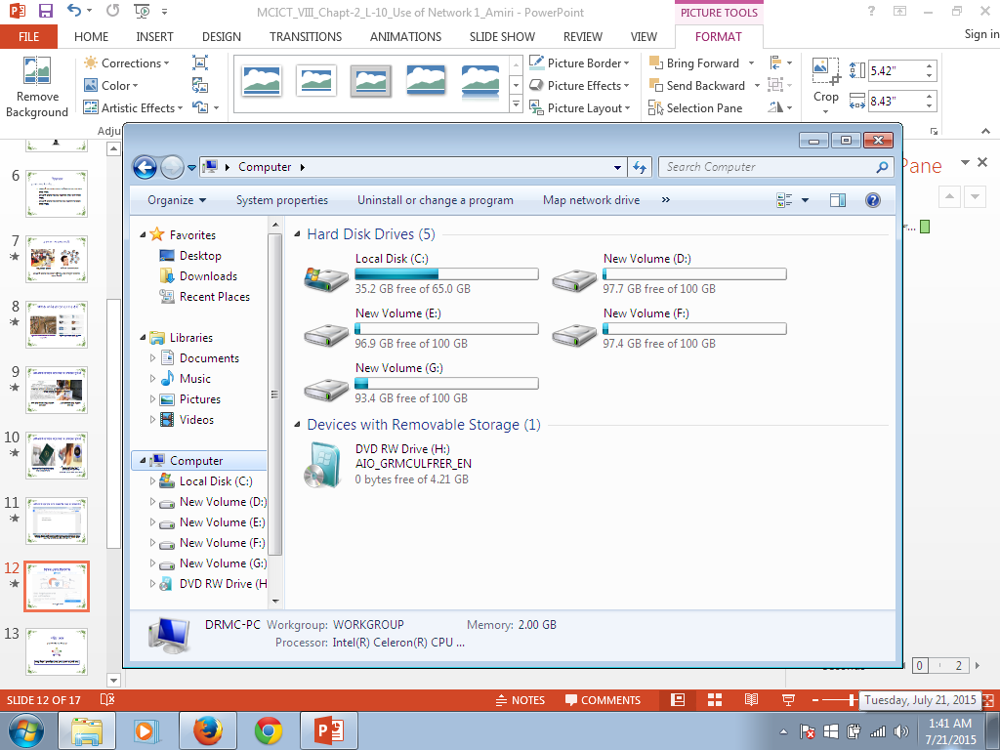 MCICT_VIII_Chapt-2_L-10_Use of Network 1_Amiri - PowerPoint
PICTURE TOOLS
FILE HOME INSERT DESIGN TRANSITIONS ANIMATIONS SLIDE SHOW REVIEW VIEW FORMAT Sign in
Remove Background
Corrections
Color
Artistic Effects
Picture Border
Picture Effects
Picture Layout
Bring Forward
Send Backward
Selection Pane
Crop
5.42"
8.43"
Adju
Pane
Computer
Search Computer
Organize System properties Uninstall or change a program Map network drive »
Favorites
Desktop
Downloads
Recent Places
Libraries
Documents
Music
Pictures
Videos
Computer
Local Disk (C:)
New Volume (D:)
New Volume (E:)
New Volume (F:)
New Volume (G:)
DVD RW Drive (H
Hard Disk Drives (5)
Local Disk (C:)
35.2 GB free of 65.0 GB
New Volume (D:)
97.7 GB free of 100 GB
New Volume (E:)
96.9 GB free of 100 GB
New Volume (F:)
97.4 GB free of 100 GB
New Volume (G:)
93.4 GB free of 100 GB
Devices with Removable Storage (1)
DVD RW Drive (H:)
AIO_GRMCULFRER_EN
0 bytes free of 4.21 GB
DRMC-PC Workgroup: WORKGROUP Memory: 2.00 GB
Processor: Intel(R) Celeron(R) CPU ...
6
7
8
9
10
11
12
13
0 2
SLIDE 12 OF 17 NOTES COMMENTS
Tuesday, July 21, 2015
1:41 AM
7/21/2015